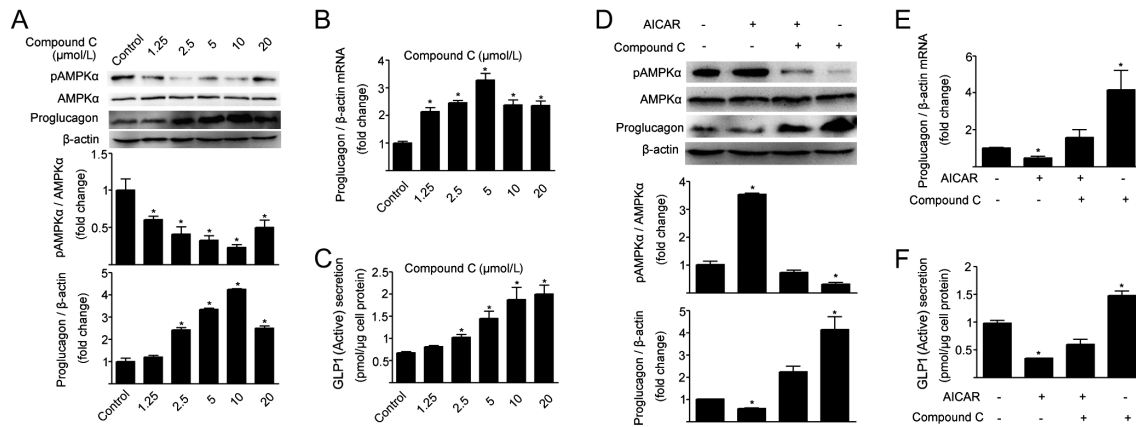 A
Compound C
(μmol/L)
Control 1.25 2.5 5 10 20
pAMPKα
AMPKα
Proglucagon
β-actin
pAMPKα / AMPKα
(fold change)
1.5
1
0.5
Proglucagon / β-actin
(fold change)
5
4
3
2
1
0
* * * * *
* * * *
Control 1.25 2.5 5 10 20
B
Compound C (μmol/L)
Proglucagon / β-actin mRNA
(fold change)
4
3
2
1
0
* * * * *
Control 1.25 2.5 5 10 20
C
Compound C (μmol/L)
GLP1 (Active) secretion
(pmol/μg cell protein)
2.5
2
1.5
1
0.5
0
* * * *
Control 1.25 2.5 5 10 20
D
AICAR - + + -
Compound C - - + +
pAMPKα
AMPKα
Proglucagon
β-actin
pAMPKα / AMPKα
(fold change)
4
3
2
1
0
* *
Proglucagon / β-actin
(fold change)
5
4
3
2
1
0
* *
AICAR - + + -
Compound C - - + +
E
Proglucagon / β-actin mRNA
(fold change)
6
4
2
0
* *
AICAR - + + -
Compound C - - + +
F
GLP1 (Active) secretion
(pmol/μg cell protein)
2
1.5
1
0.5
* *
AICAR - + + -
Compound C - - + +